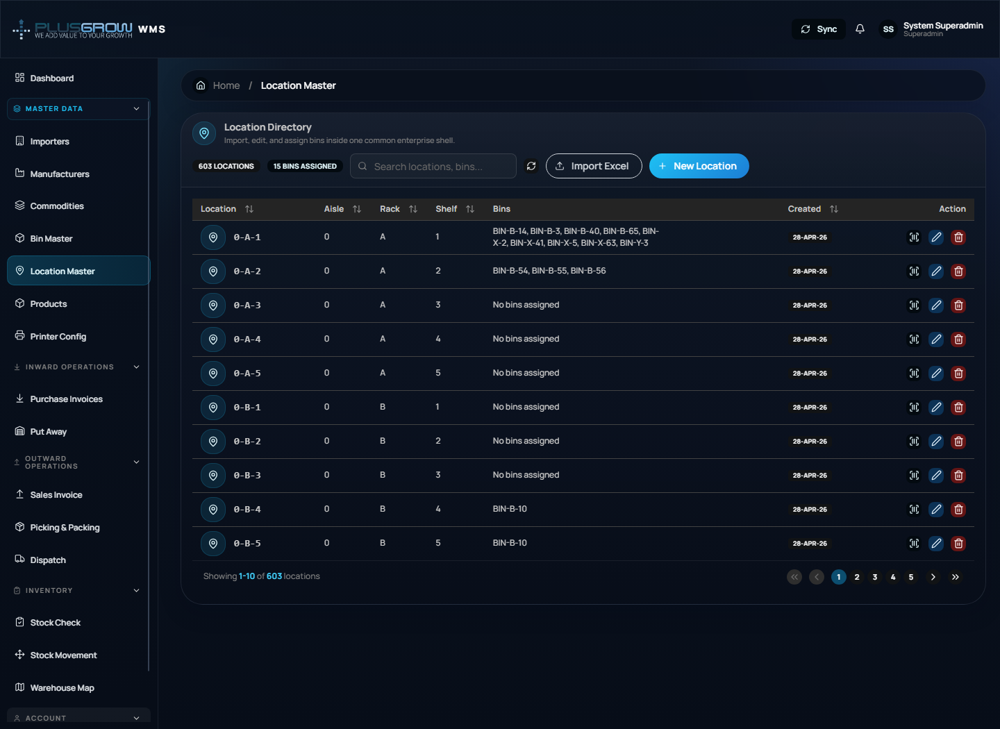 PLUSGROW WMS
WE ADD VALUE TO YOUR GROWTH
Sync
SS
System Superadmin
Superadmin
Dashboard
MASTER DATA
Importers
Manufacturers
Commodities
Bin Master
Location Master
Products
Printer Config
INWARD OPERATIONS
Purchase Invoices
Put Away
OUTWARD
OPERATIONS
Sales Invoice
Picking & Packing
Dispatch
INVENTORY
Stock Check
Stock Movement
Warehouse Map
ACCOUNT
Home / Location Master
Location Directory
Import, edit, and assign bins inside one common enterprise shell.
603 LOCATIONS 15 BINS ASSIGNED Search locations, bins... Import Excel + New Location
Location Aisle Rack Shelf Bins Created Action
0-A-1 0 A 1 BIN-B-14, BIN-B-3, BIN-B-40, BIN-B-65, BIN-
X-2, BIN-X-41, BIN-X-5, BIN-X-63, BIN-Y-3 28-APR-26
0-A-2 0 A 2 BIN-B-54, BIN-B-55, BIN-B-56 28-APR-26
0-A-3 0 A 3 No bins assigned 28-APR-26
0-A-4 0 A 4 No bins assigned 28-APR-26
0-A-5 0 A 5 No bins assigned 28-APR-26
0-B-1 0 B 1 No bins assigned 28-APR-26
0-B-2 0 B 2 No bins assigned 28-APR-26
0-B-3 0 B 3 No bins assigned 28-APR-26
0-B-4 0 B 4 BIN-B-10 28-APR-26
0-B-5 0 B 5 BIN-B-10 28-APR-26
Showing 1-10 of 603 locations
1 2 3 4 5